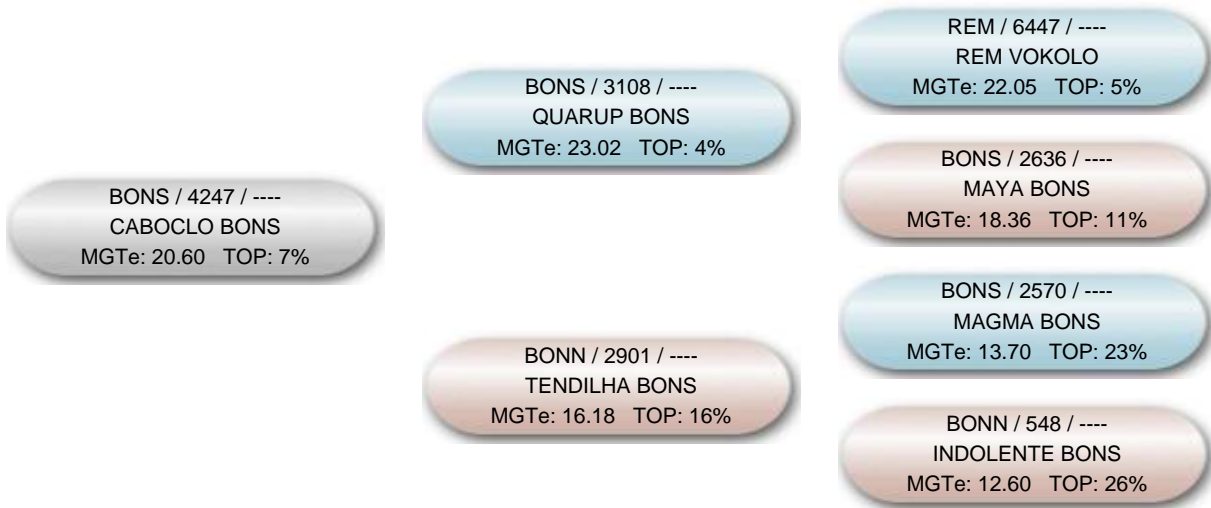 BONS / 4247 / ----
CABOCLO BONS
MGTe: 20.60 TOP: 7%
BONS / 3108 / ----
QUARUP BONS
MGTe: 23.02 TOP: 4%
BONN / 2901 / ----
TENDILHA BONS
MGTe: 16.18 TOP: 16%
REM / 6447 / ----
REM VOKOLO
MGTe: 22.05 TOP: 5%
BONS / 2636 / ----
MAYA BONS
MGTe: 18.36 TOP: 11%
BONS / 2570 / ----
MAGMA BONS
MGTe: 13.70 TOP: 23%
BONN / 548 / ----
INDOLENTE BONS
MGTe: 12.60 TOP: 26%